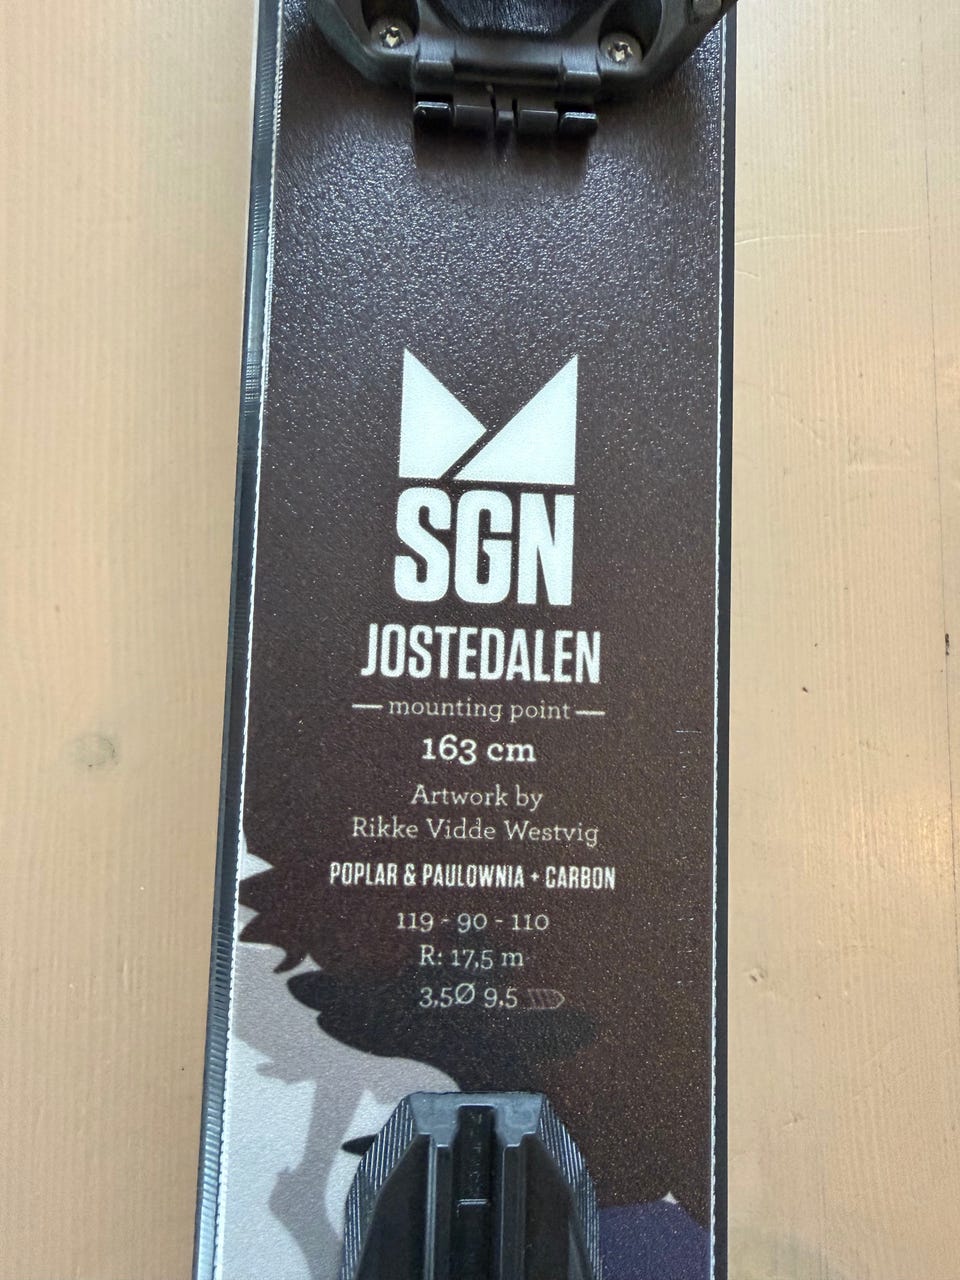 SGN
JOSTEDALEN
— mounting point —
163 cm
Artwork by
Rikke Vidde Westvig
POPLAR & PAULOWNIA + CARBON
119 - 90 - 110
R: 17,5 m
3,5Ø 9,5